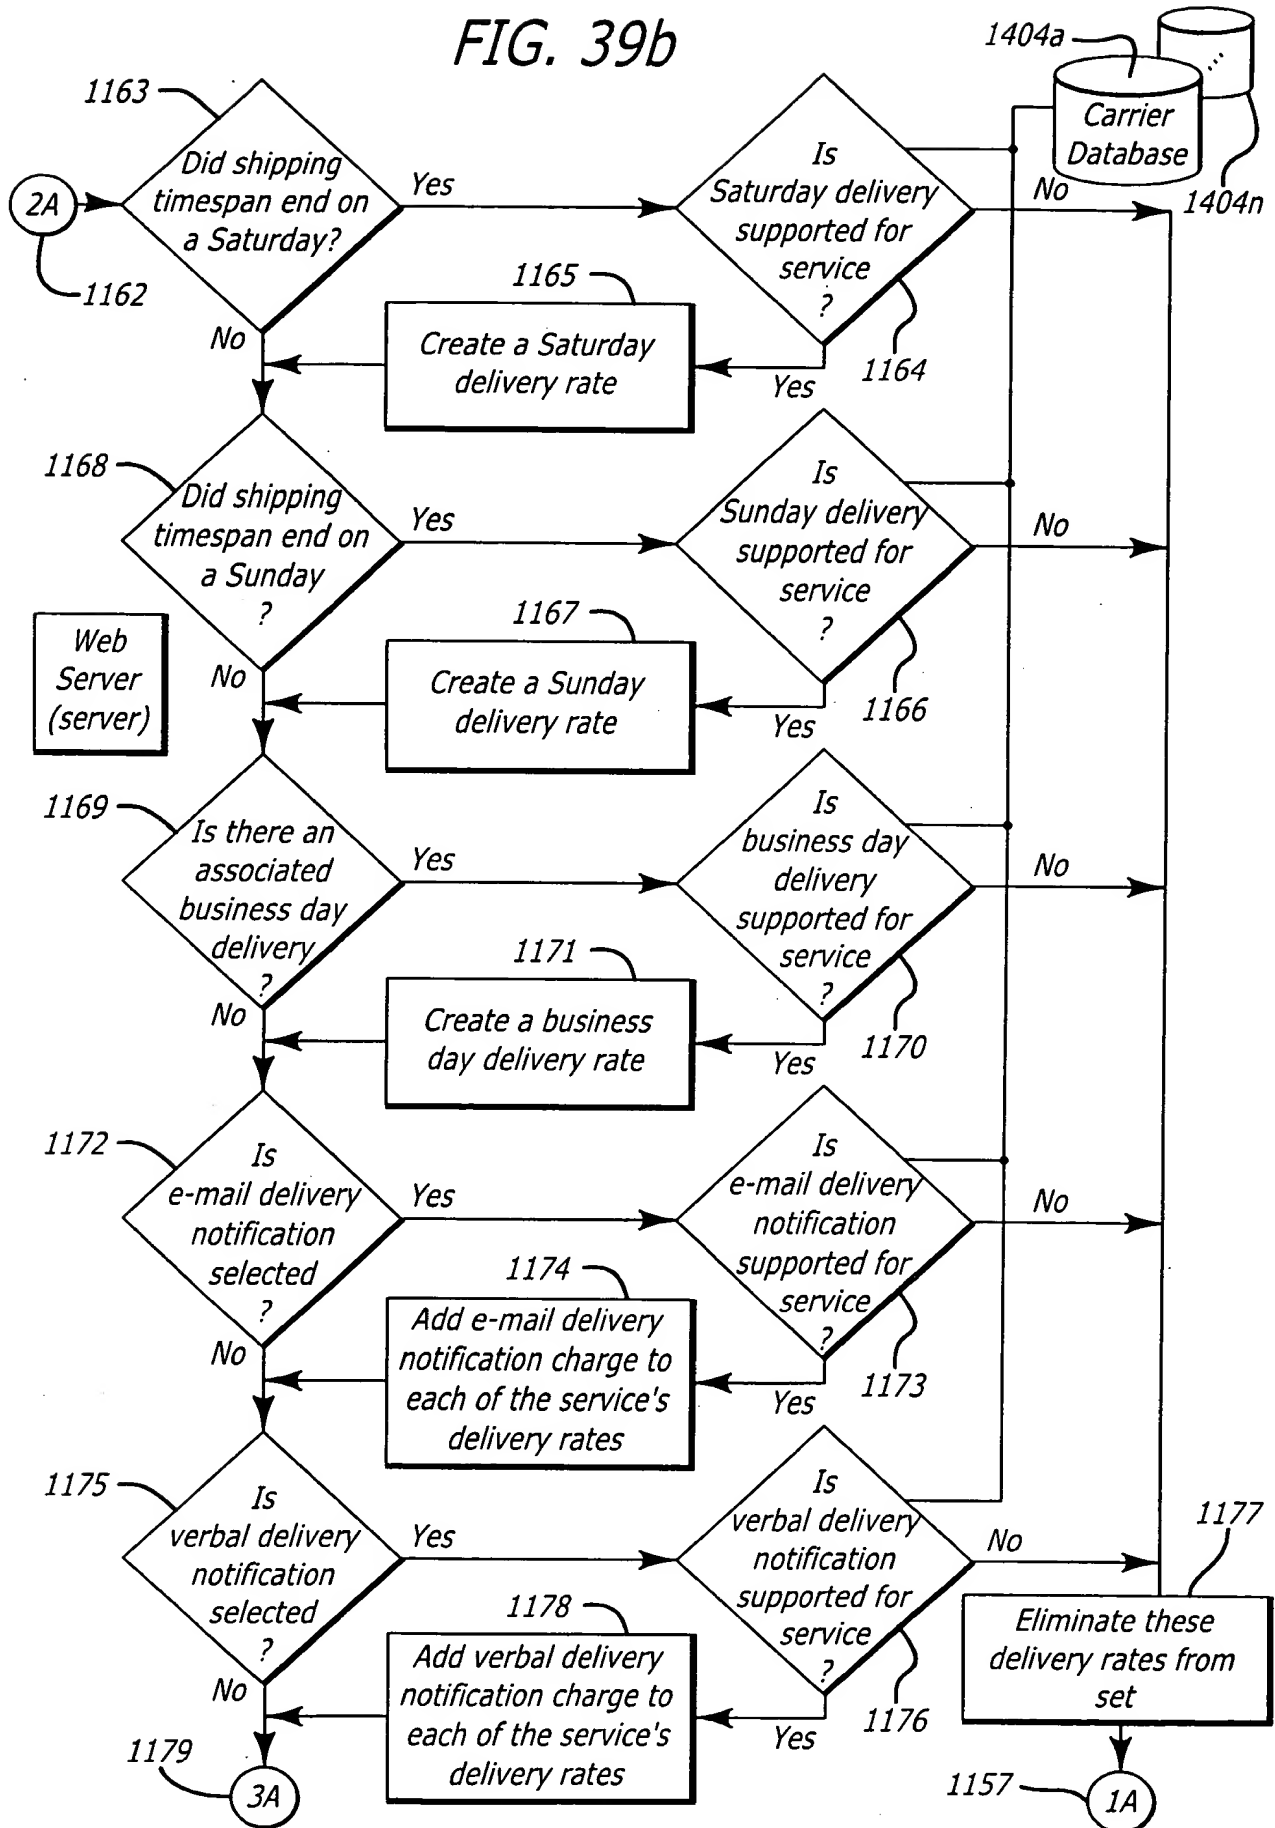 FIG. 39b
1404a
Carrier
Database
1404n
1163
Did shipping
timespan end on
a Saturday?
Yes
Is
Saturday delivery
supported for
service
?
No
2A
1162
1164
Yes
1165
Create a Saturday
delivery rate
No
1168
Did shipping
timespan end on
a Sunday
?
Yes
Is
Sunday delivery
supported for
service
?
No
Web
Server
(server)
1166
Yes
1167
Create a Sunday
delivery rate
No
1169
Is there an
associated
business day
delivery
?
Yes
Is
business day
delivery
supported for
service
?
No
1170
Yes
1171
Create a business
day delivery rate
No
1172
Is
e-mail delivery
notification
selected
?
Yes
Is
e-mail delivery
notification
supported for
service
?
No
1173
Yes
1174
Add e-mail delivery
notification charge to
each of the service's
delivery rates
No
1175
Is
verbal delivery
notification
selected
?
Yes
Is
verbal delivery
notification
supported for
service
?
No
1176
Yes
1178
Add verbal delivery
notification charge to
each of the service's
delivery rates
No
1177
Eliminate these
delivery rates from
set
1179
3A
1157
1A